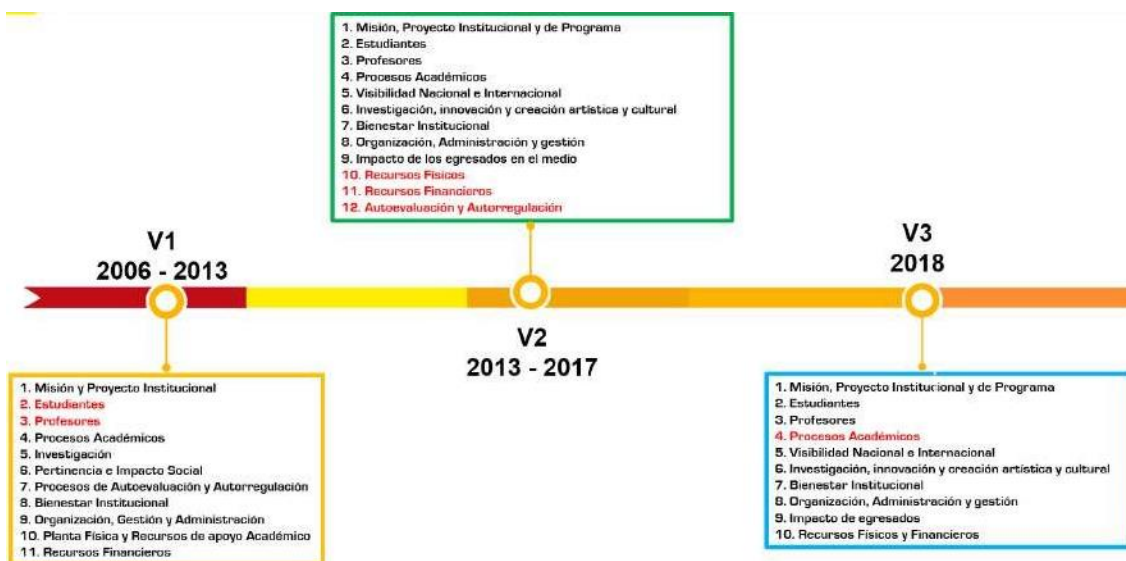 1. Misión, Proyecto Institucional y de Programa
2. Estudiantes
3. Profesores
4. Procesos Académicos
5. Visibilidad Nacional e Internacional
6. Investigación, innovación y creación artística y cultural
7. Bienestar Institucional
8. Organización, Administración y gestión
9. Impacto de los egresados en el medio
10. Recursos Físicos
11. Recursos Financieros
12. Autoevaluación y Autorregulación
V1
2006 - 2013
V3
2018
V2
2013 - 2017
1. Misión y Proyecto Institucional
2. Estudiantes
3. Profesores
4. Procesos Académicos
5. Investigación
6. Pertinencia e Impacto Social
7. Procesos de Autoevaluación y Autorregulación
8. Bienestar Institucional
9. Organización, Gestión y Administración
10. Planta Física y Recursos de apoyo Académico
11. Recursos Financieros
1. Misión, Proyecto Institucional y de Programa
2. Estudiantes
3. Profesores
4. Procesos Académicos
5. Visibilidad Nacional e Internacional
6. Investigación, innovación y creación artística y cultural
7. Bienestar Institucional
8. Organización, Administración y gestión
9. Impacto de egresados
10. Recursos Físicos y Financieros